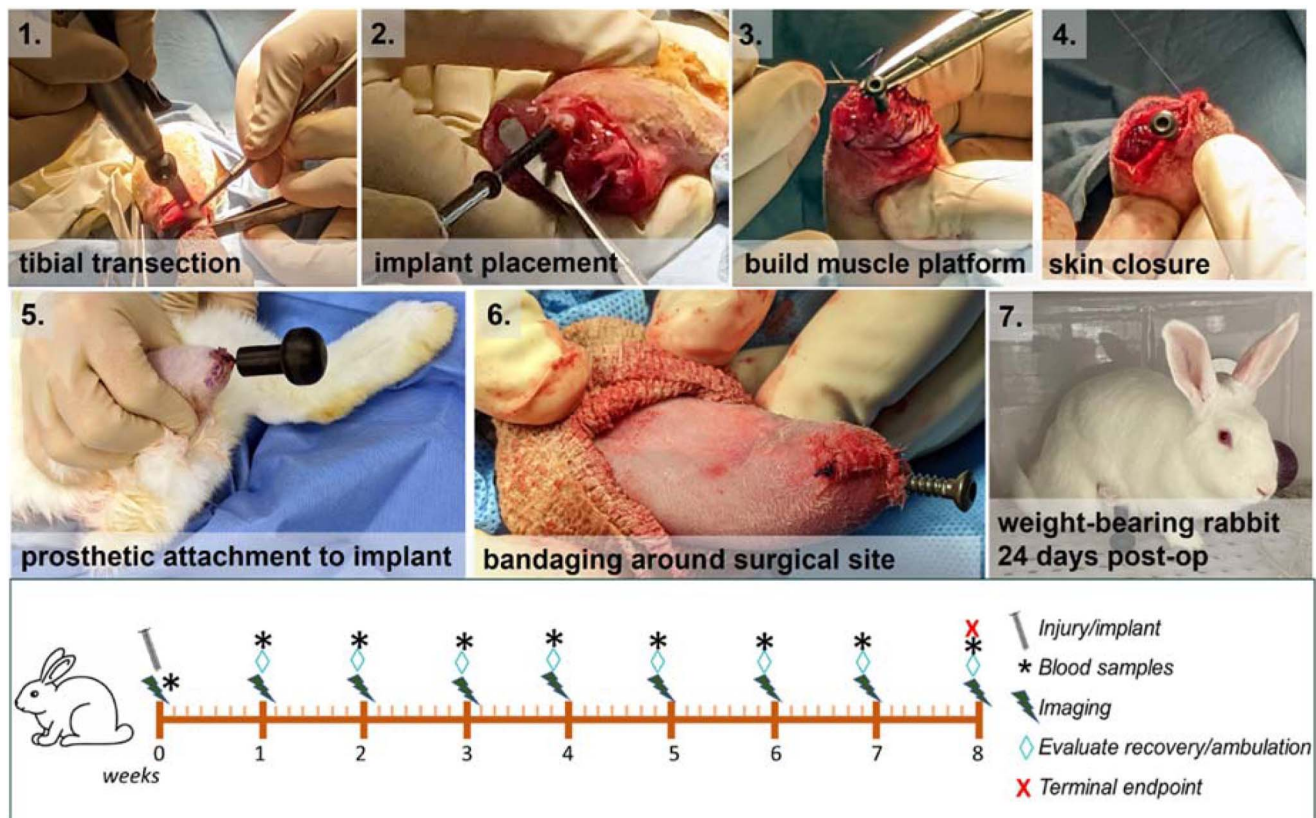 1.
tibial transection
2.
implant placement
3.
build muscle platform
4.
skin closure
5.
prosthetic attachment to implant
6.
bandaging around surgical site
7.
weight-bearing rabbit
24 days post-op
* * * * * * * * X *
Injury/implant
* Blood samples
Imaging
Evaluate recovery/ambulation
X Terminal endpoint
0 1 2 3 4 5 6 7 8
weeks